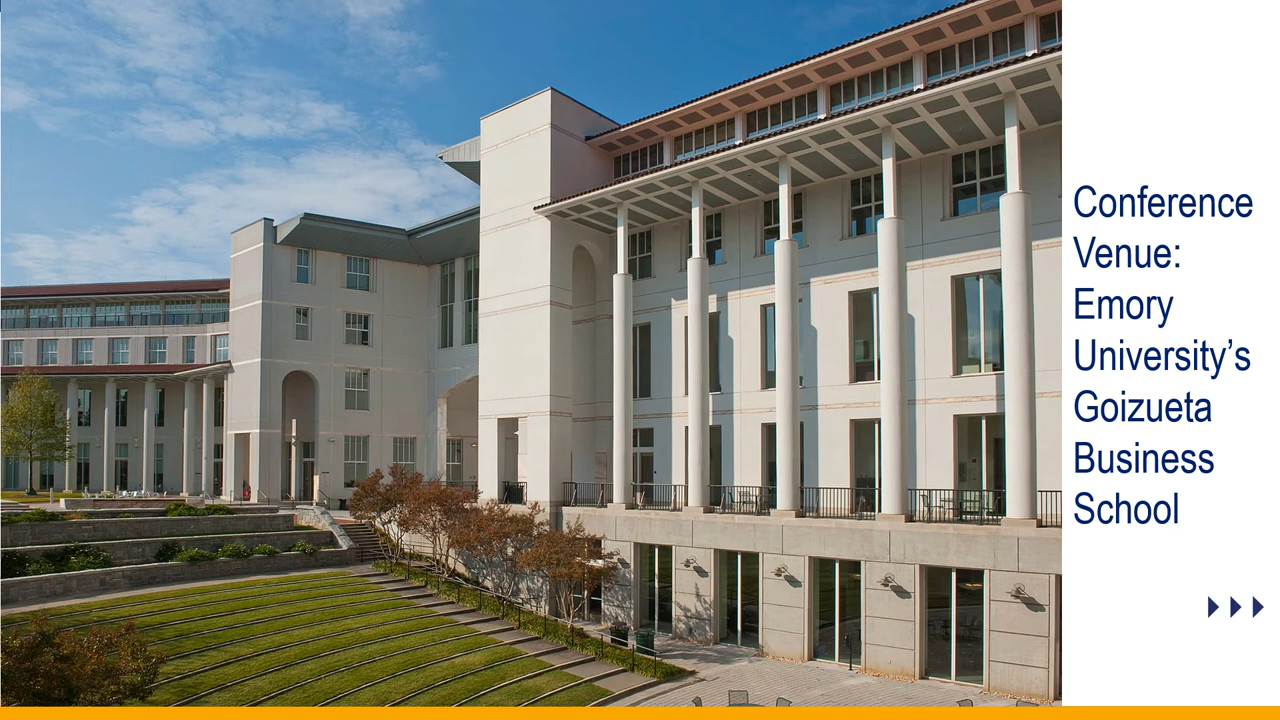 Conference
Venue:
Emory
University’s
Goizueta
Business
School